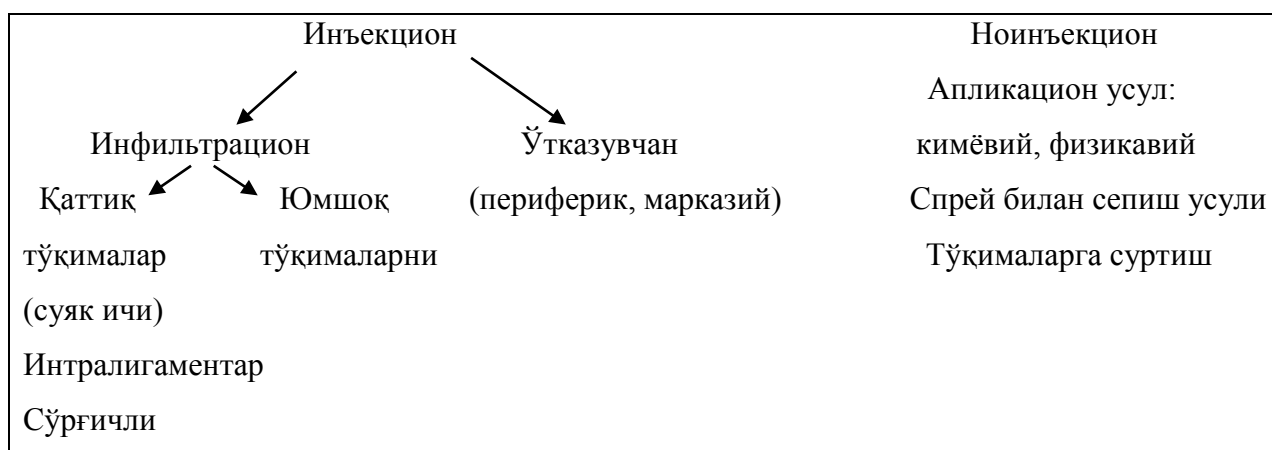 Инъекцион Ноинъекцион
Апликацион усул:
Инфильтрацион Ўтказувчан кимёвий, физикавий
Қаттиқ Юмшоқ (периферик, марказий) Спрей билан сепиш усули
тўқималар тўқималарни Тўқималарга суртиш
(суяк ичи)
Интралигаментар
Сўрғичли